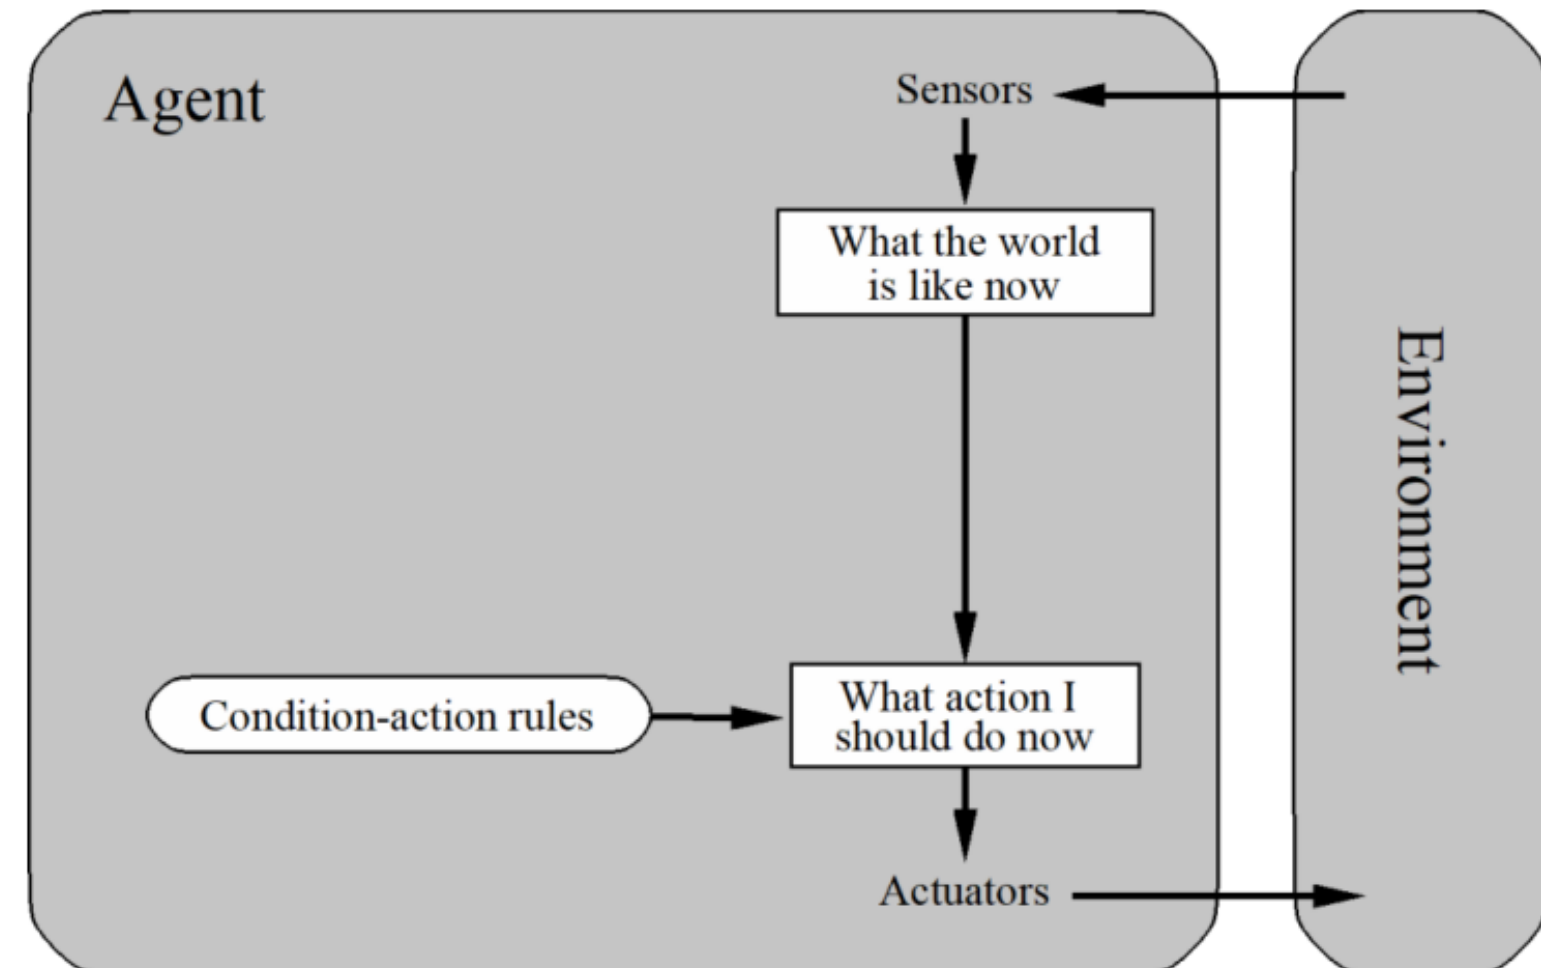 Agent
Sensors
What the world
is like now
Environment
Condition-action rules
What action I
should do now
Actuators